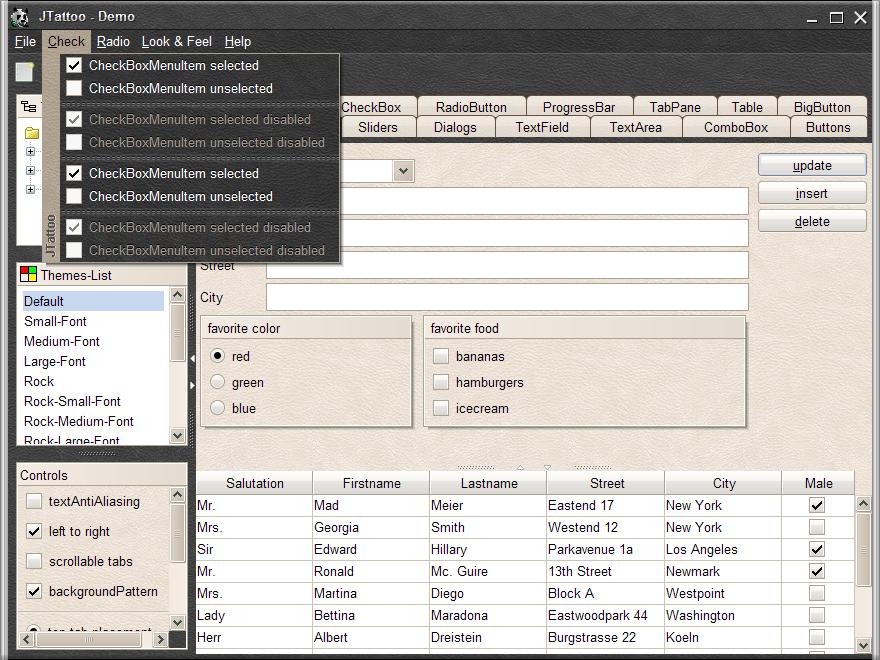 JTattoo - Demo
File Check Radio Look & Feel Help
CheckBoxMenuItem selected
CheckBoxMenuItem unselected
CheckBoxMenuItem selected disabled
CheckBoxMenuItem unselected disabled
CheckBoxMenuItem selected
CheckBoxMenuItem unselected
CheckBoxMenuItem selected disabled
CheckBoxMenuItem unselected disabled
JTattoo
CheckBox RadioButton ProgressBar TabPane Table BigButton
Sliders Dialogs TextField TextArea ComboBox Buttons
update
insert
delete
Street
City
favorite color
red
green
blue
favorite food
bananas
hamburgers
icecream
Themes-List
Default
Small-Font
Medium-Font
Large-Font
Rock
Rock-Small-Font
Rock-Medium-Font
Rock-Large-Font
Controls
textAntiAliasing
left to right
scrollable tabs
backgroundPattern
top tab placement
Salutation Firstname Lastname Street City Male
Mr. Mad Meier Eastend 17 New York
Mrs. Georgia Smith Westend 12 New York
Sir Edward Hillary Parkavenue 1a Los Angeles
Mr. Ronald Mc. Guire 13th Street Newmark
Mrs. Martina Diego Block A Westpoint
Lady Bettina Maradona Eastwoodpark 44 Washington
Herr Albert Dreistein Burgstrasse 22 Koeln